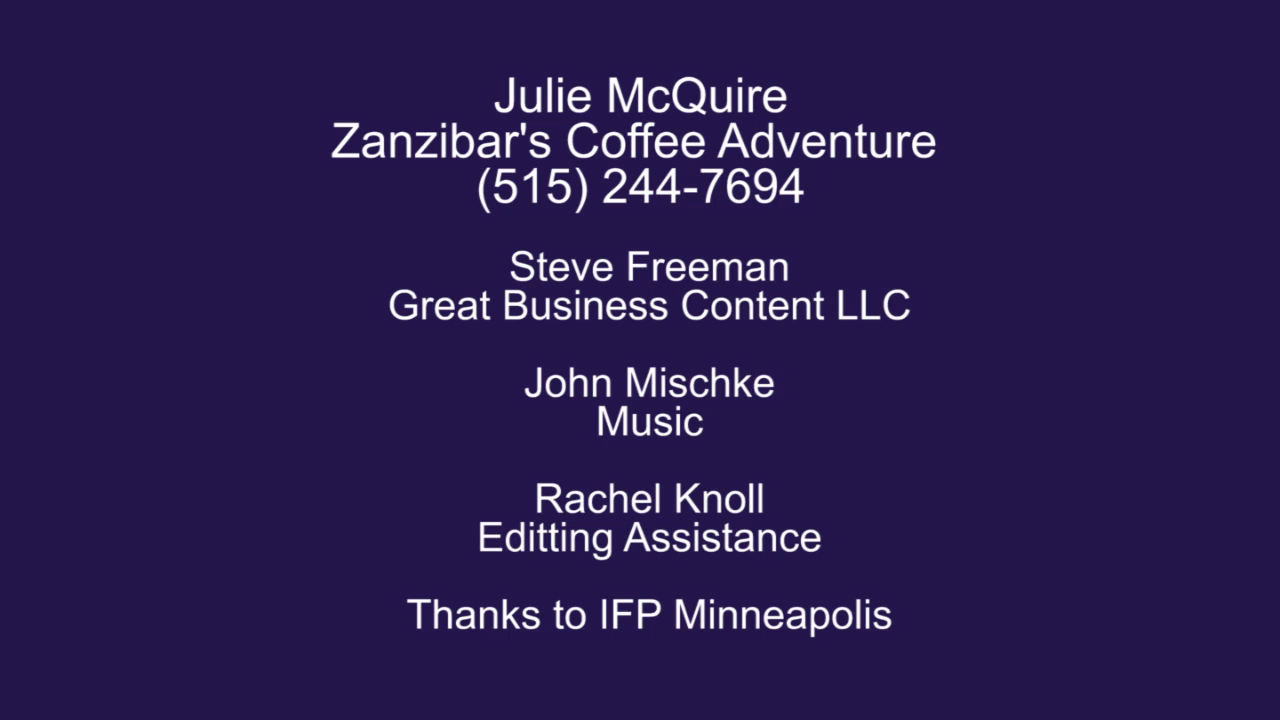 Julie McQuire
Zanzibar's Coffee Adventure
(515) 244-7694
Steve Freeman
Great Business Content LLC
John Mischke
Music
Rachel Knoll
Editting Assistance
Thanks to IFP Minneapolis